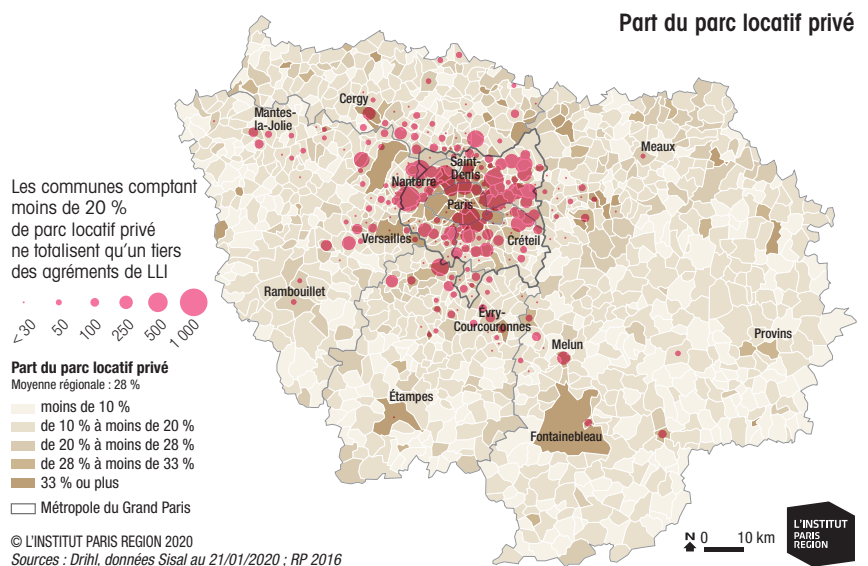 Part du parc locatif privé
Cergy
Mantes-
la-Jolie
Meaux
Saint-
Denis
Nanterre
Paris
Versailles
Créteil
Rambouillet
Évry-
Courcouronnes
Melun
Provins
Étampes
Fontainebleau
Les communes comptant
moins de 20 %
de parc locatif privé
ne totalisent qu'un tiers
des agréments de LLI
<30
50
100
250
500
1 000
Part du parc locatif privé
Moyenne régionale : 28 %
moins de 10 %
de 10 % à moins de 20 %
de 20 % à moins de 28 %
de 28 % à moins de 33 %
33 % ou plus
Métropole du Grand Paris
© L'INSTITUT PARIS REGION 2020
Sources : Drihl, données Sisal au 21/01/2020 ; RP 2016
N 0 10 km
L'INSTITUT
PARIS
REGION